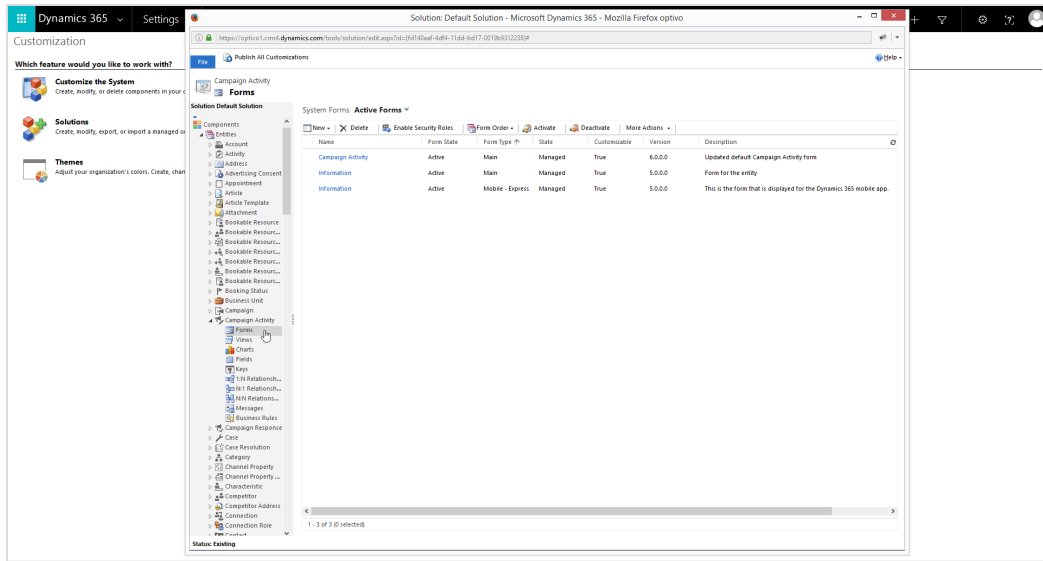 Dynamics 365 Settings
Customization
Which feature would you like to work with?
Customize the System
Create, modify, or delete components in your
Solutions
Create, modify, export, or import a managed
Themes
Adjust your organization's colors. Create,
Solution: Default Solution - Microsoft Dynamics 365 - Mozilla Firefox optivo
https://optivo1.crm4.dynamics.com/tools/solution/edit.aspx?id={fd140aaf-4df4-11dd-bd17-0019b9312238}#
File
Publish All Customizations
Help
Campaign Activity
Forms
Solution Default Solution
Components
Entities
Account
Activity
Address
Advertising Consent
Appointment
Article
Article Template
Attachment
Bookable Resource
Bookable Resourc...
Bookable Resourc...
Bookable Resourc...
Bookable Resourc...
Bookable Resourc...
Bookable Resourc...
Booking Status
Business Unit
Campaign
Campaign Activity
Forms
Views
Charts
Fields
Keys
1:N Relationsh...
N:1 Relationsh...
N:N Relations...
Messages
Business Rules
Campaign Response
Case
Case Resolution
Category
Channel Property
Channel Property ...
Characteristic
Competitor
Competitor Address
Connection
Connection Role
Contact
Status: Existing
System Forms Active Forms
New Delete Enable Security Roles Form Order Activate Deactivate More Actions
Name Form State Form Type ↑ State Customizable Version Description
Campaign Activity Active Main Managed True 6.0.0.0 Updated default Campaign Activity form
Information Active Main Managed True 5.0.0.0 Form for the entity
Information Active Mobile - Express Managed True 5.0.0.0 This is the form that is displayed for the Dynamics 365 mobile app.
1 - 3 of 3 (0 selected)